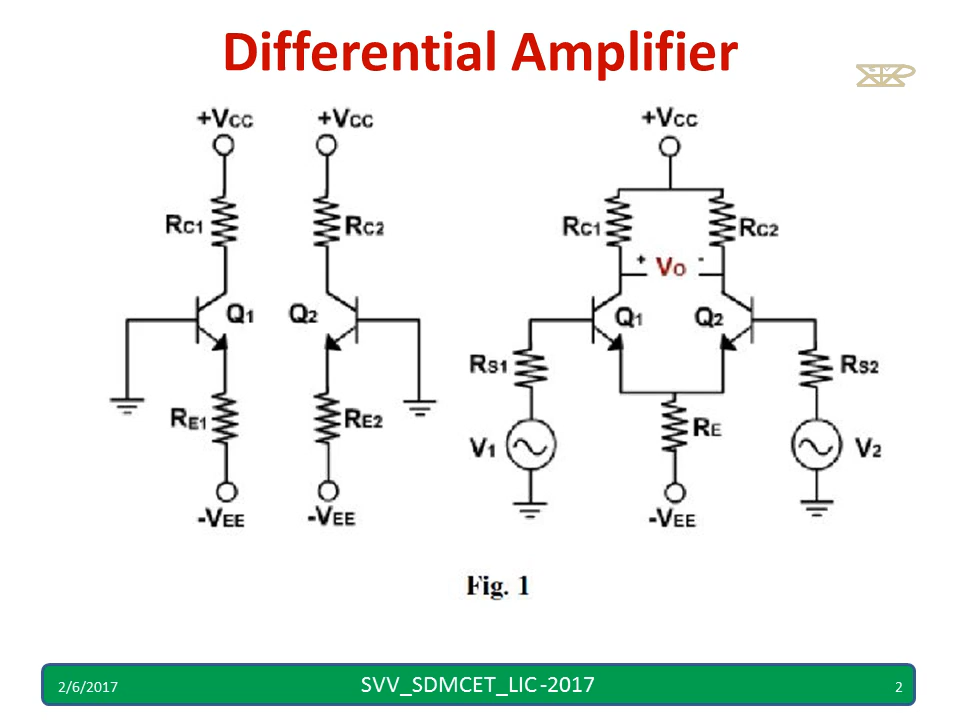 Differential Amplifier
+VCC +VCC +VCC
RC1 RC2 RC1 RC2
+ VO -
Q1 Q2 Q1 Q2
RS1 RS2
RE1 RE2 RE
V1 V2
-VEE -VEE -VEE
Fig. 1
2/6/2017 SVV_SDMCET_LIC-2017 2